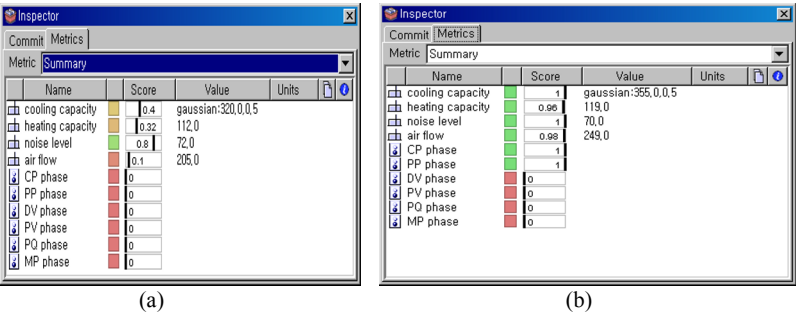 Inspector
Commit Metrics
Metric Summary
Name Score Value Units
cooling capacity 0.4 gaussian:320,0,0,5
heating capacity 0.32 112,0
noise level 0.8 72,0
air flow 0.1 205,0
CP phase 0
PP phase 0
DV phase 0
PV phase 0
PQ phase 0
MP phase 0
(a)
Inspector
Commit Metrics
Metric Summary
Name Score Value Units
cooling capacity 1 gaussian:355,0,0,5
heating capacity 0.96 119,0
noise level 1 70,0
air flow 0.98 249,0
CP phase 1
PP phase 1
DV phase 0
PV phase 0
PQ phase 0
MP phase 0
(b)